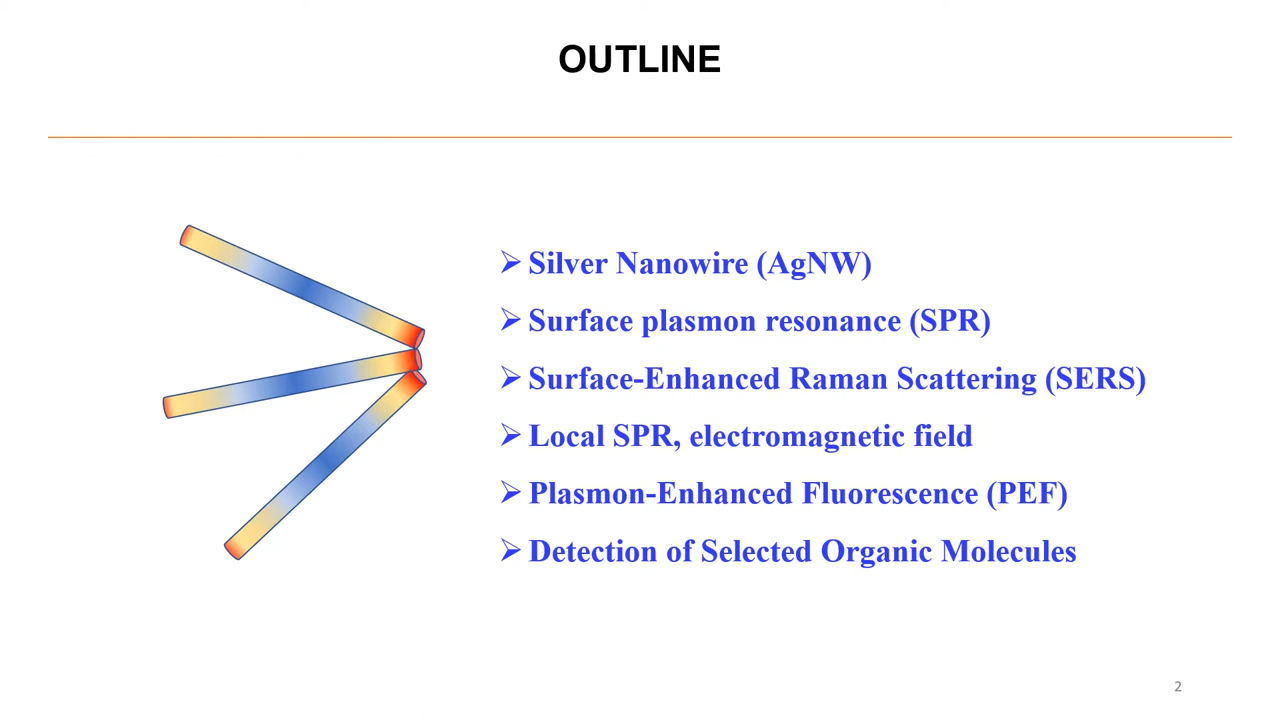 OUTLINE
➢ Silver Nanowire (AgNW)
➢ Surface plasmon resonance (SPR)
➢ Surface-Enhanced Raman Scattering (SERS)
➢ Local SPR, electromagnetic field
➢ Plasmon-Enhanced Fluorescence (PEF)
➢ Detection of Selected Organic Molecules
2